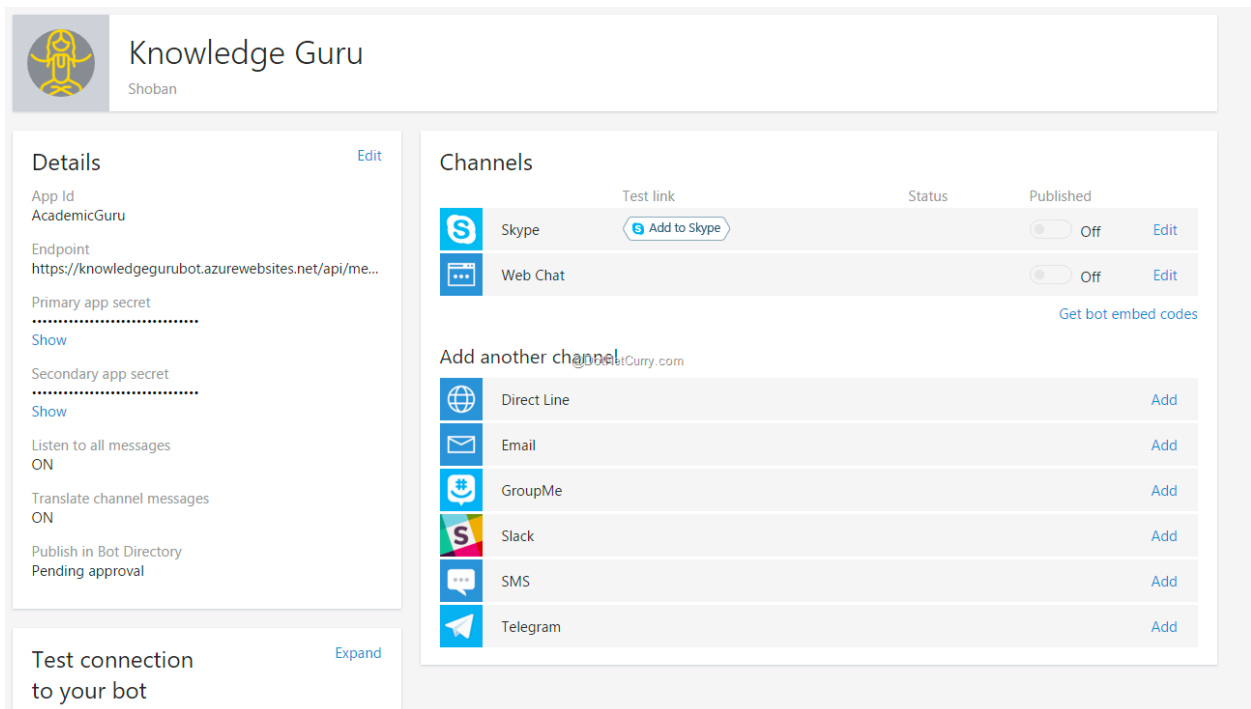 Knowledge Guru
Shoban
Details
Edit
App Id
AcademicGuru
Endpoint
https://knowledgegurubot.azurewebsites.net/api/me...
Primary app secret
••••••••••••••••••••••••••••••••
Show
Secondary app secret
••••••••••••••••••••••••••••••••
Show
Listen to all messages
ON
Translate channel messages
ON
Publish in Bot Directory
Pending approval
Test connection
to your bot
Expand
Channels
Test link Status Published
Skype Add to Skype Off Edit
Web Chat Off Edit
Get bot embed codes
Add another channel
@DotNetCurry.com
Direct Line Add
Email Add
GroupMe Add
Slack Add
SMS Add
Telegram Add